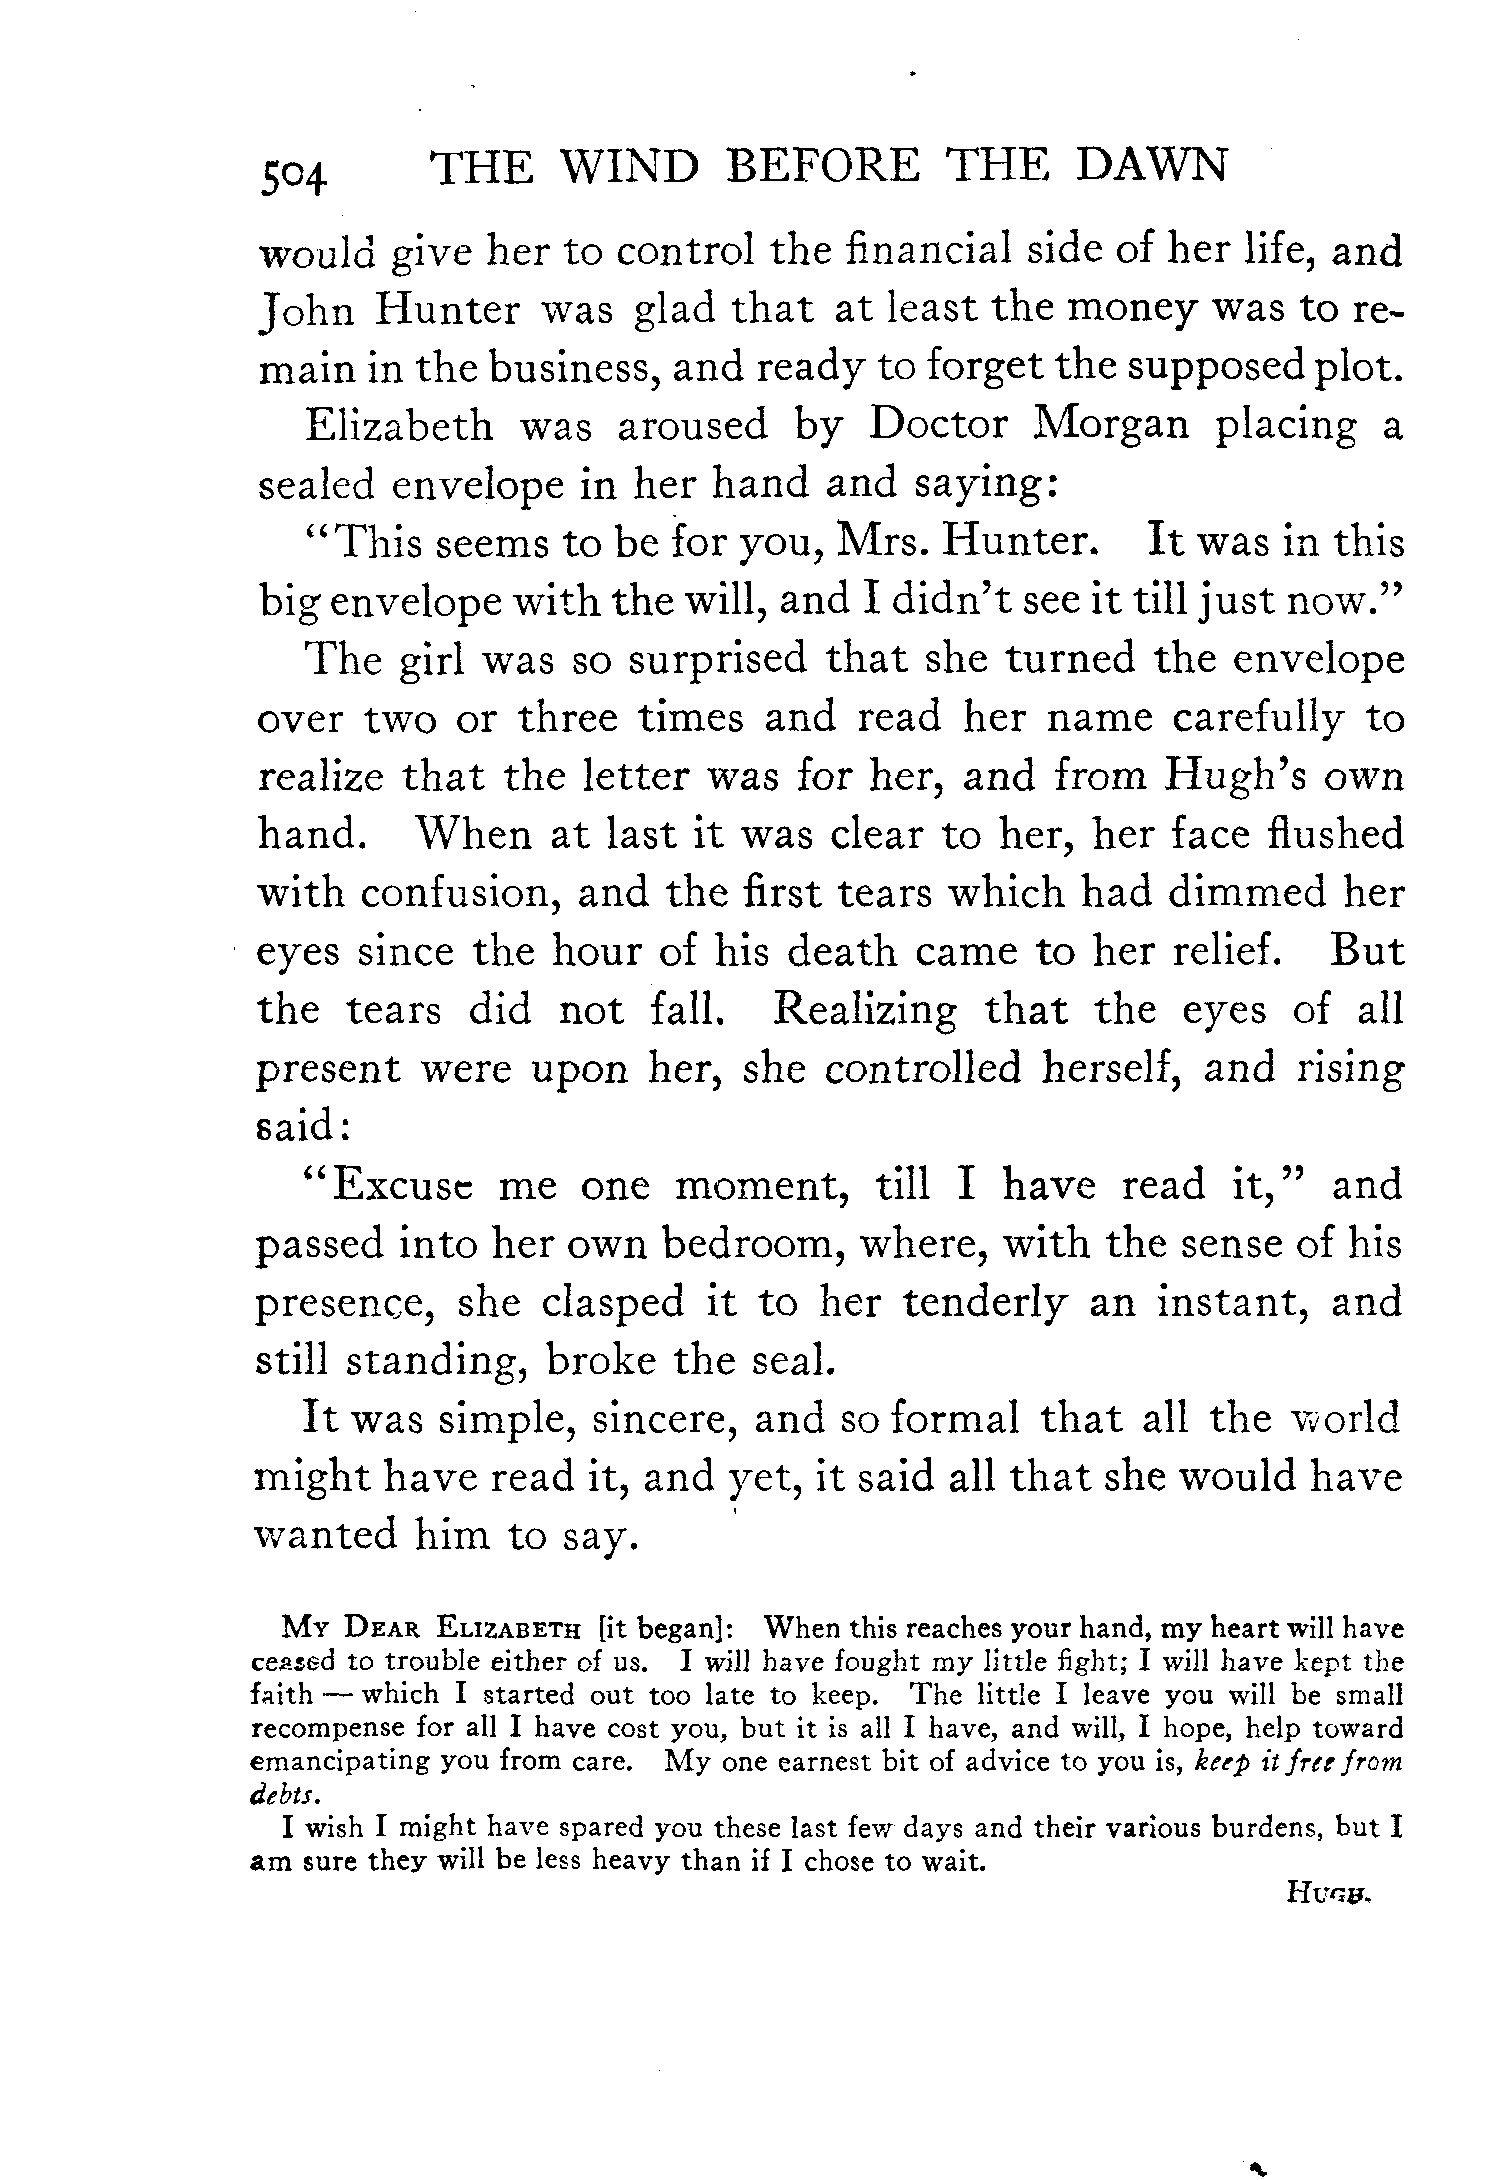 504 THE WIND BEFORE THE DAWN
would give her to control the financial side of her life, and
John Hunter was glad that at least the money was to re-
main in the business, and ready to forget the supposed plot.
Elizabeth was aroused by Doctor Morgan placing a
sealed envelope in her hand and saying:
“This seems to be for you, Mrs. Hunter. It was in this
big envelope with the will, and I didn’t see it till just now.”
The girl was so surprised that she turned the envelope
over two or three times and read her name carefully to
realize that the letter was for her, and from Hugh’s own
hand. When at last it was clear to her, her face flushed
with confusion, and the first tears which had dimmed her
eyes since the hour of his death came to her relief. But
the tears did not fall. Realizing that the eyes of all
present were upon her, she controlled herself, and rising
said:
“Excuse me one moment, till I have read it,” and
passed into her own bedroom, where, with the sense of his
presence, she clasped it to her tenderly an instant, and
still standing, broke the seal.
It was simple, sincere, and so formal that all the world
might have read it, and yet, it said all that she would have
wanted him to say.
My Dear Elizabeth [it began]: When this reaches your hand, my heart will have
ceased to trouble either of us. I will have fought my little fight; I will have kept the
faith — which I started out too late to keep. The little I leave you will be small
recompense for all I have cost you, but it is all I have, and will, I hope, help toward
emancipating you from care. My one earnest bit of advice to you is, keep it free from
debts.
I wish I might have spared you these last few days and their various burdens, but I
am sure they will be less heavy than if I chose to wait.
Hugh.